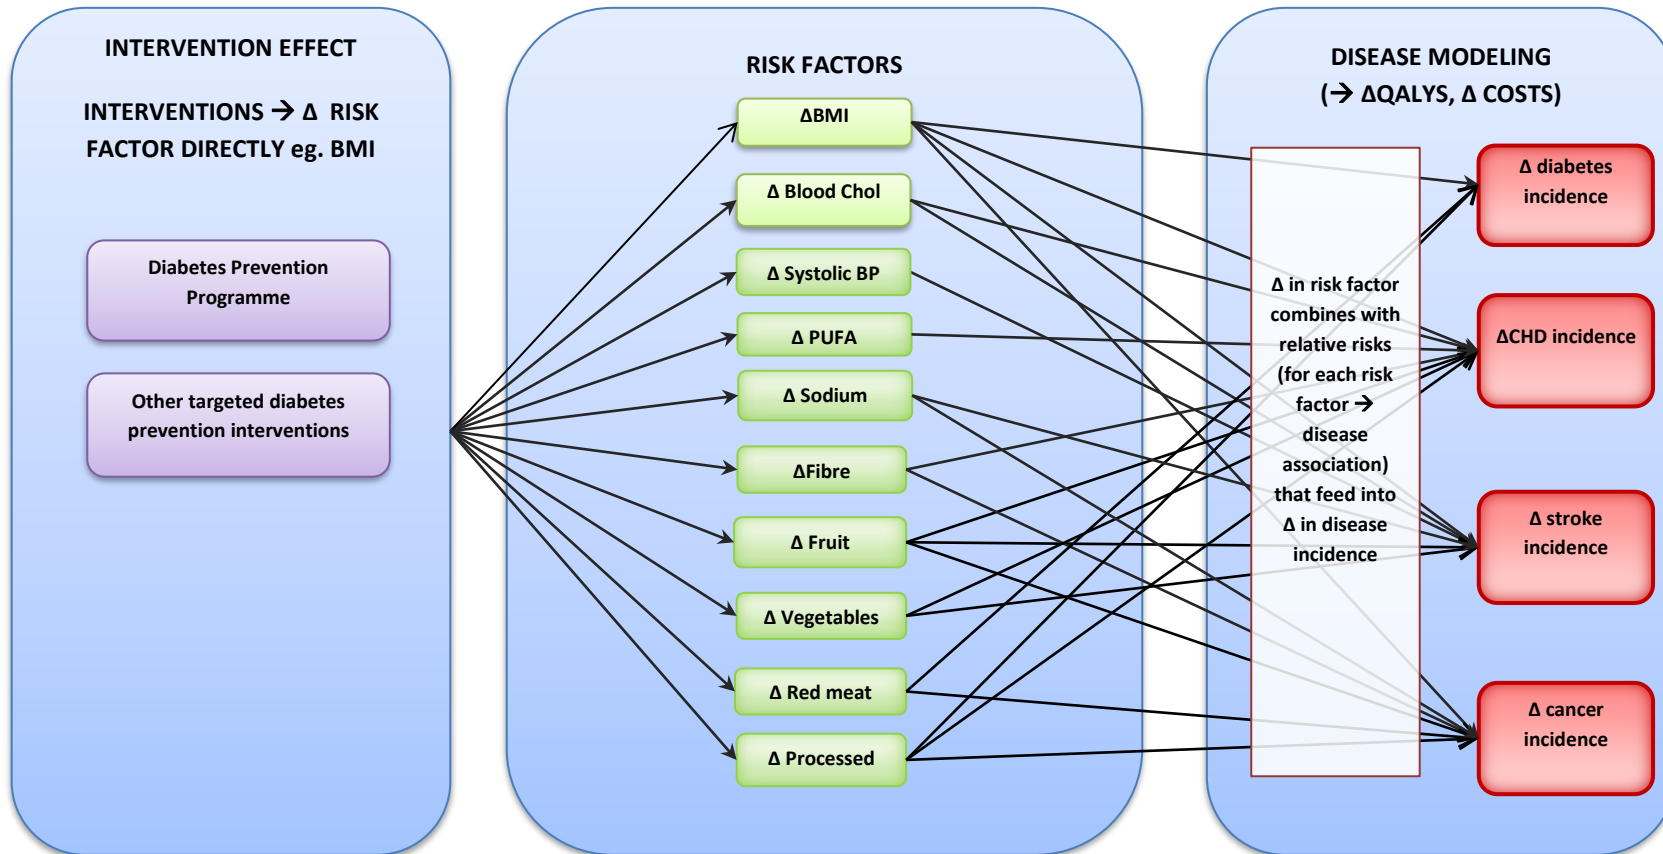 INTERVENTION EFFECT
INTERVENTIONS → Δ RISK
FACTOR DIRECTLY eg. BMI
Diabetes Prevention
Programme
Other targeted diabetes
prevention interventions
RISK FACTORS
ΔBMI
Δ Blood Chol
Δ Systolic BP
Δ PUFA
Δ Sodium
ΔFibre
Δ Fruit
Δ Vegetables
Δ Red meat
Δ Processed
DISEASE MODELING
(→ ΔQALYS, Δ COSTS)
Δ in risk factor
combines with
relative risks
(for each risk
factor →
disease
association)
that feed into
Δ in disease
incidence
Δ diabetes
incidence
ΔCHD incidence
Δ stroke
incidence
Δ cancer
incidence